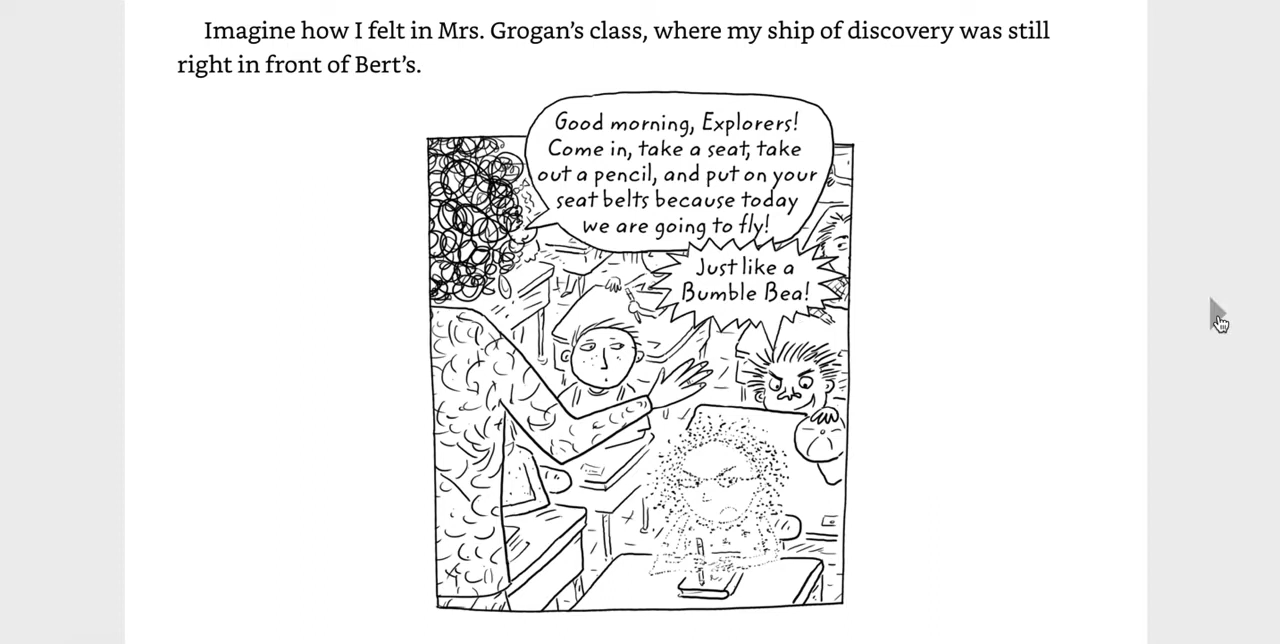 Imagine how I felt in Mrs. Grogan’s class, where my ship of discovery was still
right in front of Bert’s.
Good morning, Explorers!
Come in, take a seat, take
out a pencil, and put on your
seat belts because today
we are going to fly!
Just like a
Bumble Bea!